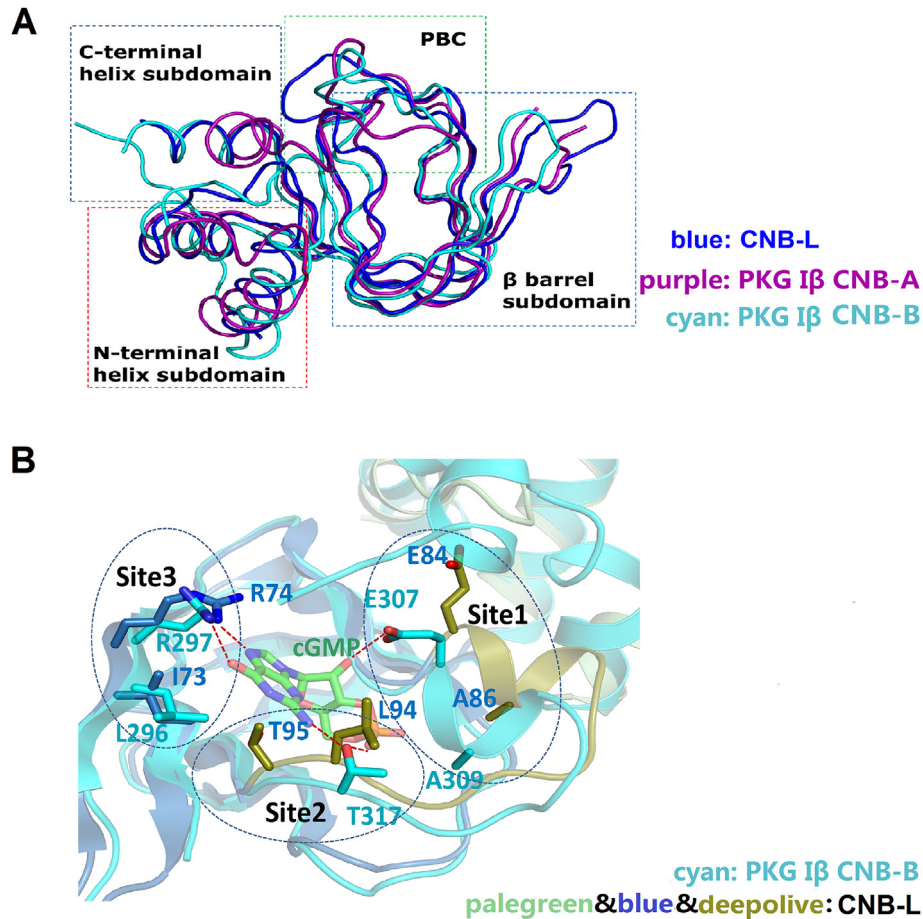 A
C-terminal
helix subdomain
PBC
blue: CNB-L
purple: PKG Iβ CNB-A
β barrel
subdomain
cyan: PKG Iβ CNB-B
N-terminal
helix subdomain
B
E84
Site3
R74
E307
Site1
R297
cGMP
I73
L94
A86
T95
L296
A309
Site2
T317
cyan: PKG Iβ CNB-B
palegreen&blue&deepolive: CNB-L